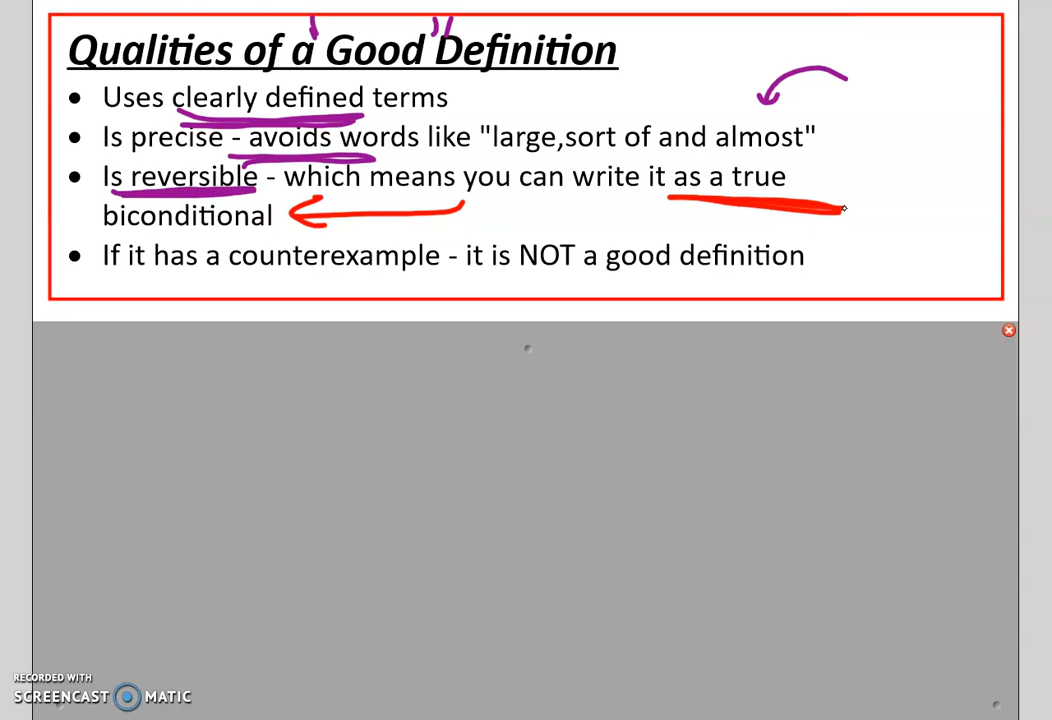 Qualities of a Good Definition
• Uses clearly defined terms
• Is precise - avoids words like "large,sort of and almost"
• Is reversible - which means you can write it as a true
biconditional
• If it has a counterexample - it is NOT a good definition
RECORDED WITH
SCREENCAST MATIC